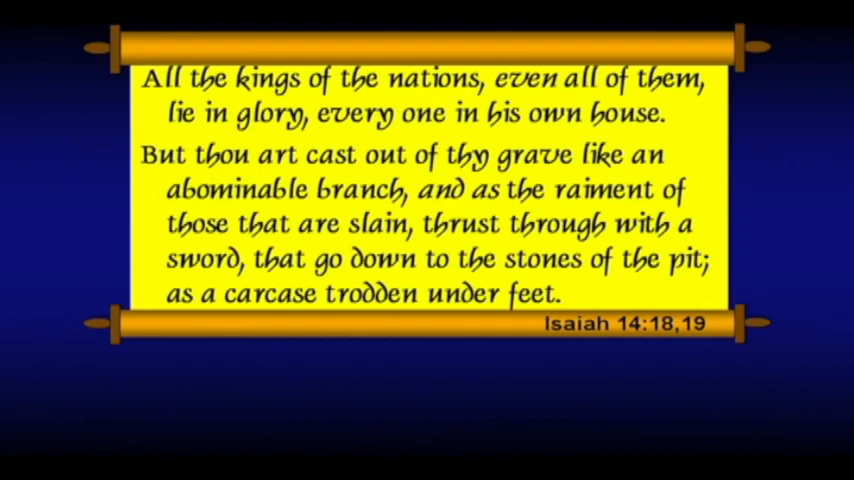 All the kings of the nations, even all of them,
lie in glory, every one in his own house.
But thou art cast out of thy grave like an
abominable branch, and as the raiment of
those that are slain, thrust through with a
sword, that go down to the stones of the pit;
as a carcase trodden under feet.
Isaiah 14:18,19